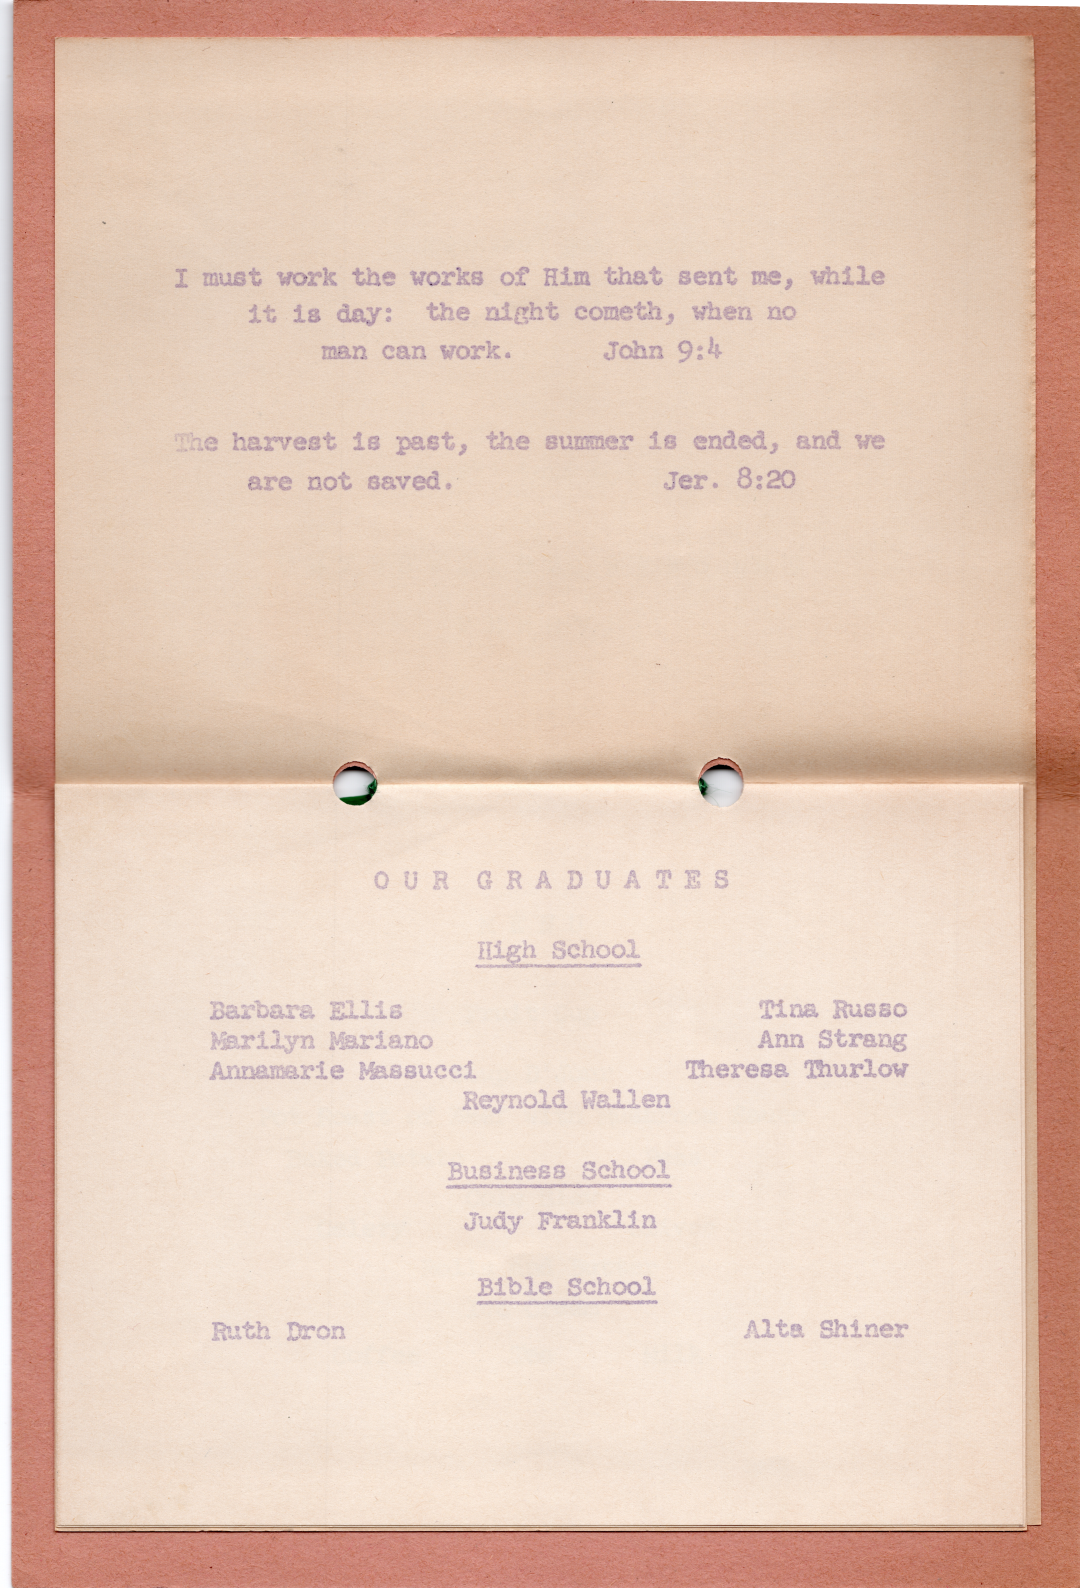 I must work the works of Him that sent me, while
it is day: the night cometh, when no
man can work. John 9:4
The harvest is past, the summer is ended, and we
are not saved. Jer. 8:20
O U R G R A D U A T E S
High School
Barbara Ellis Tina Russo
Marilyn Mariano Ann Strang
Annamarie Massucci Theresa Thurlow
Reynold Wallen
Business School
Judy Franklin
Bible School
Ruth Dron Alta Shiner